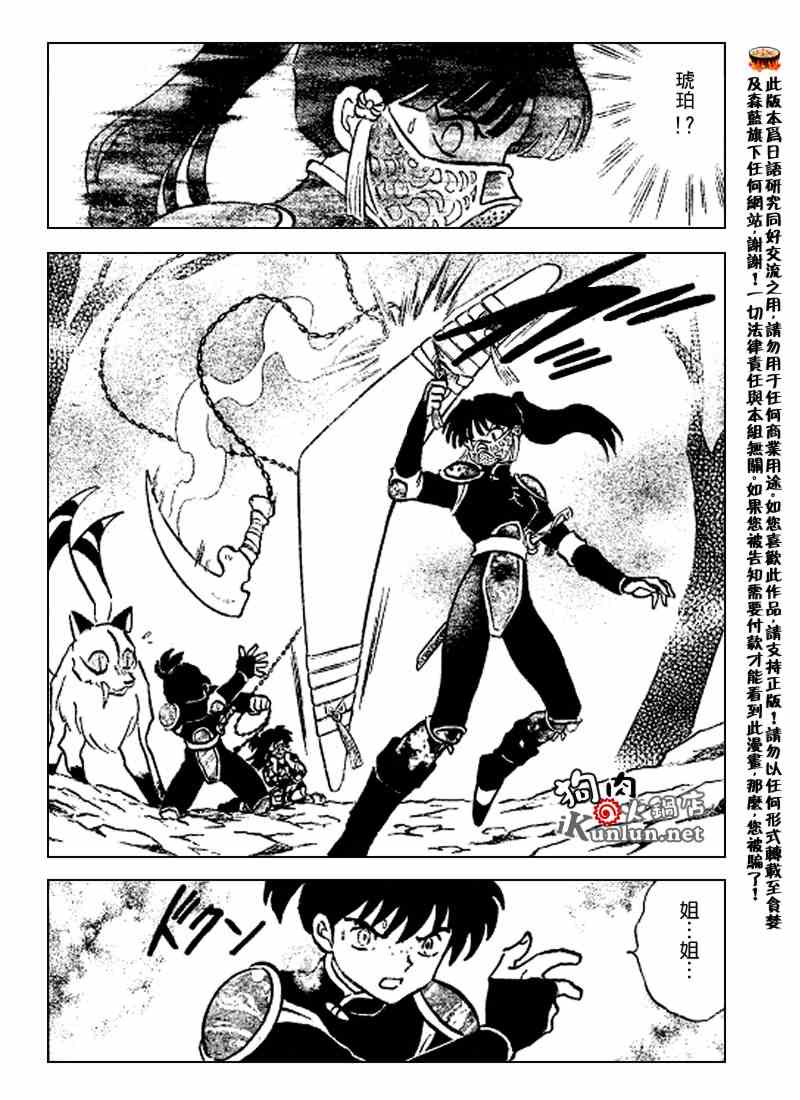 琥珀!?
狗肉火鍋店
iKunlun.net
ドクン
姐…姐…
此版本爲日語研究同好交流之用,請勿用于任何商業用途。如您喜歡此作品,請支持正版!請勿以任何形式轉載至貪婪
及森藍旗下任何網站,謝謝!一切法律責任與本組無關。如果您被告知需要付款才能看到此漫畫,那麼,您被騙了!